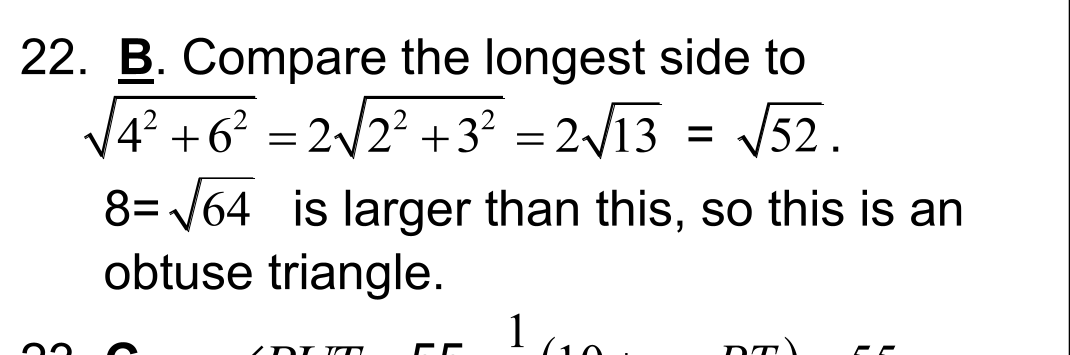 22. B. Compare the longest side to
√(4² + 6²) = 2√(2² + 3²) = 2√13 = √52 .
8=√64 is larger than this, so this is an
obtuse triangle.